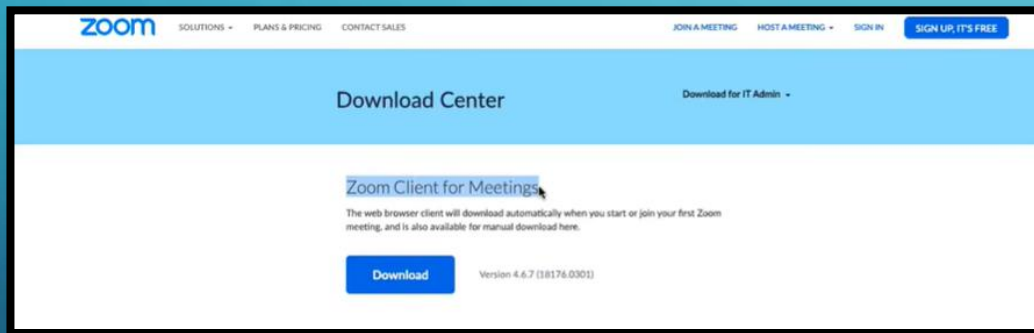 zoom SOLUTIONS PLANS & PRICING CONTACT SALES JOIN A MEETING HOST A MEETING SIGN IN SIGN UP, IT'S FREE
Download Center Download for IT Admin
Zoom Client for Meetings
The web browser client will download automatically when you start or join your first Zoom
meeting, and is also available for manual download here.
Download Version 4.6.7 (18176.0301)